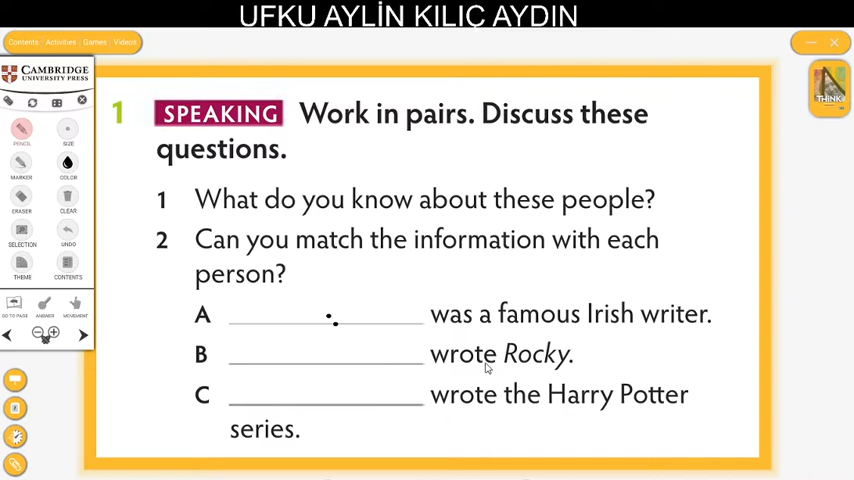 UFKU AYLİN KILIÇ AYDIN
Contents Activities Games Videos
CAMBRIDGE
UNIVERSITY PRESS
THiNK
PENCIL SIZE
MARKER COLOR
ERASER CLEAR
SELECTION UNDO
THEME CONTENTS
GO TO PAGE ANSWER MOVEMENT
1 SPEAKING Work in pairs. Discuss these
questions.
1 What do you know about these people?
2 Can you match the information with each
person?
A ____________ was a famous Irish writer.
B ____________ wrote Rocky.
C ____________ wrote the Harry Potter
series.